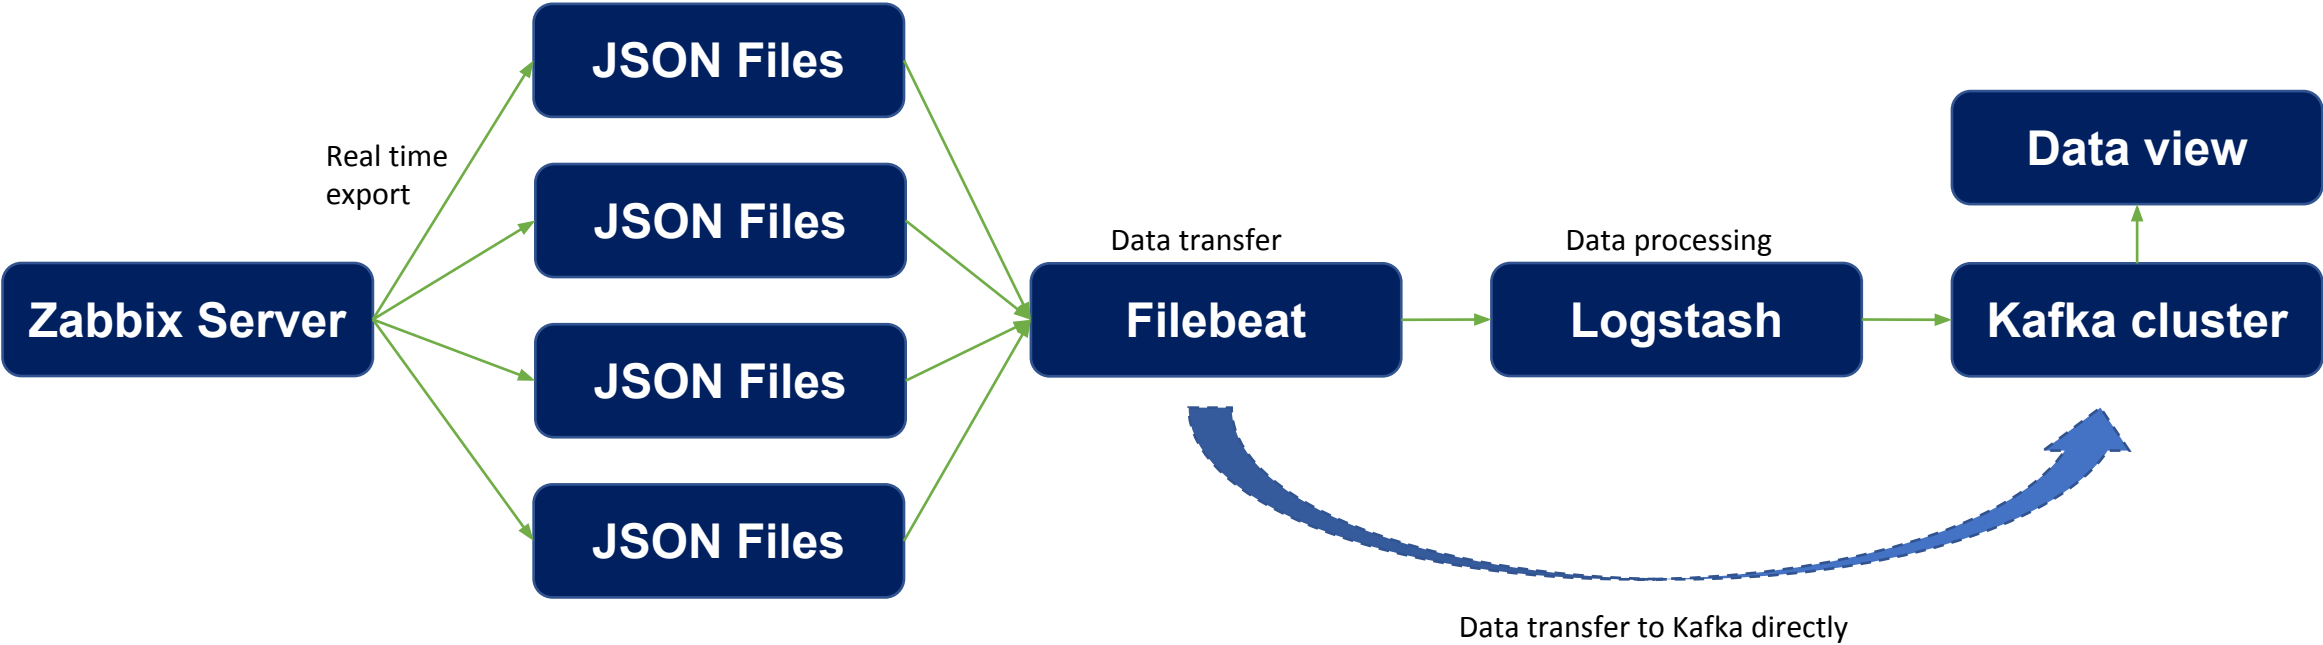 JSON Files
Real time
export
JSON Files
Zabbix Server
JSON Files
JSON Files
Data transfer
Filebeat
Data processing
Logstash
Data view
Kafka cluster
Data transfer to Kafka directly